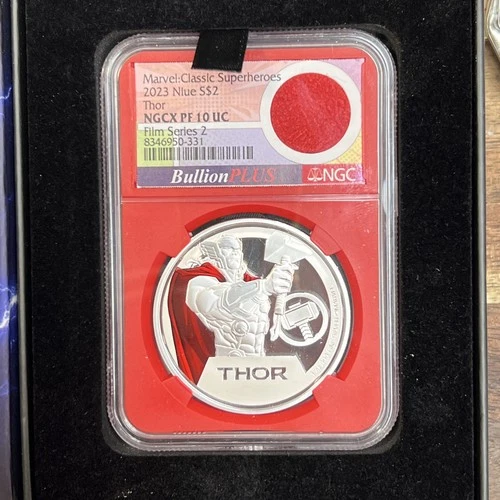 Marvel:Classic Superheroes
2023 Niue S$2
Thor
NGCX PF 10 UC
Film Series 2
8346950-331
BullionPLUS
NGC
THOR